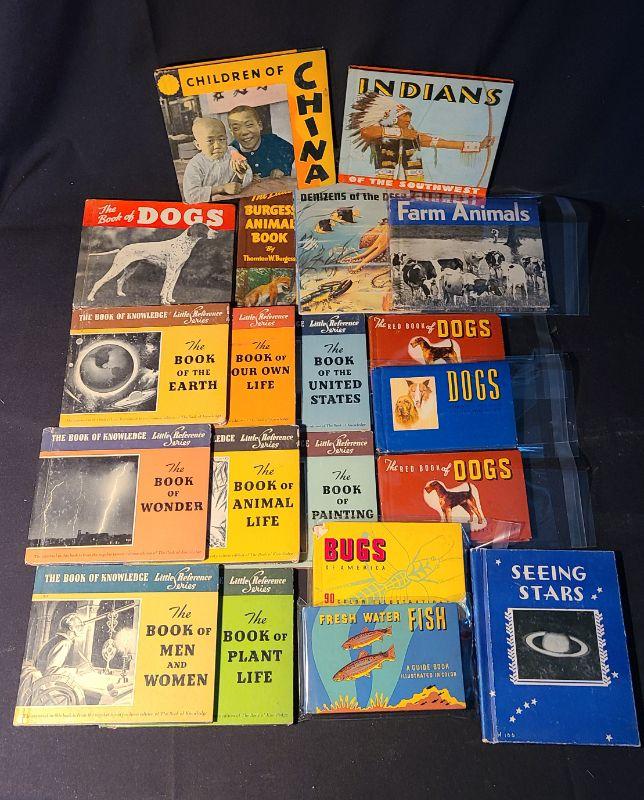 CHILDREN OF
CHINA
INDIANS
OF THE SOUTHWEST
The
Book of DOGS
BURGESS
ANIMAL
BOOK
By
Thornton W. Burgess
DENIZENS OF THE DEEP
Farm Animals
THE BOOK OF KNOWLEDGE Little Reference
Series
The
BOOK
OF THE
EARTH
Little Reference
Series
The
BOOK OF
OUR OWN
LIFE
Little Reference
Series
The
BOOK
OF THE
UNITED
STATES
The RED BOOK of DOGS
DOGS
THE BOOK OF KNOWLEDGE Little Reference
Series
The
BOOK
OF
WONDER
Little Reference
Series
The
BOOK OF
ANIMAL
LIFE
Little Reference
Series
The
BOOK
OF
PAINTING
The RED BOOK of DOGS
THE BOOK OF KNOWLEDGE Little Reference
Series
The
BOOK OF
MEN
AND
WOMEN
Little Reference
Series
The
BOOK OF
PLANT
LIFE
BUGS
OF AMERICA
90 COLOR ILLUSTRATIONS
FRESH WATER FISH
A GUIDE BOOK
ILLUSTRATED IN COLOR
SEEING
STARS